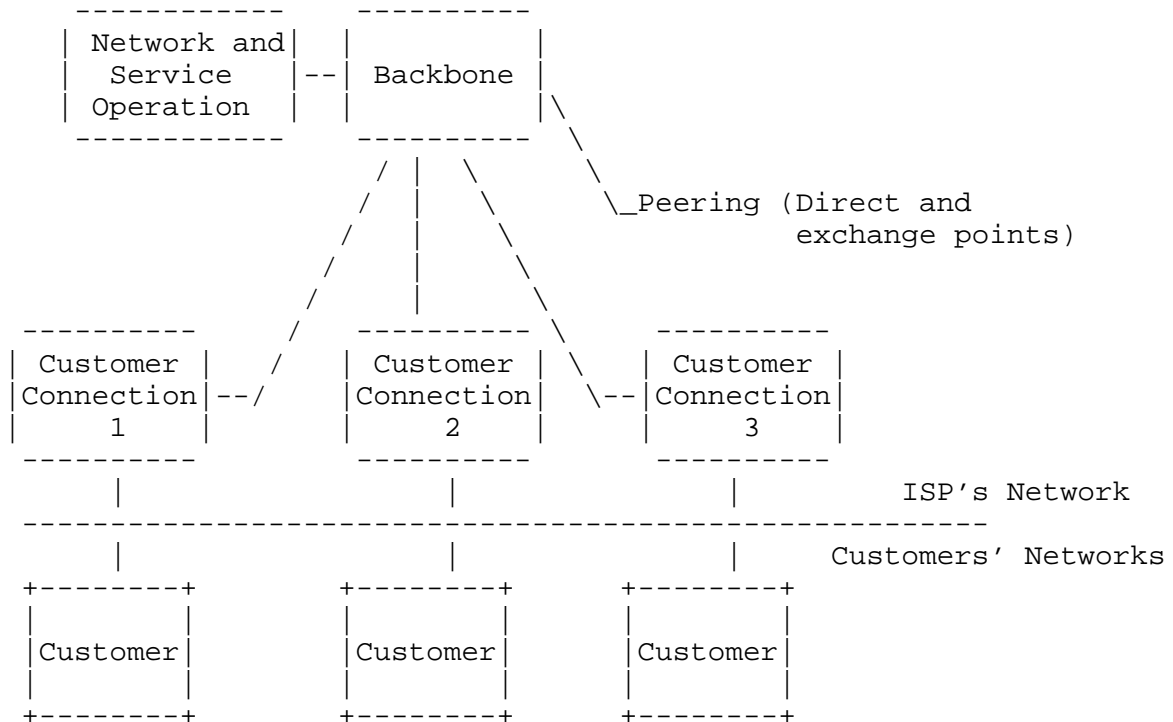 Network and
Service
Operation
Backbone
Peering (Direct and
exchange points)
Customer
Connection
1
Customer
Connection
2
Customer
Connection
3
ISP's Network
Customers' Networks
Customer
Customer
Customer